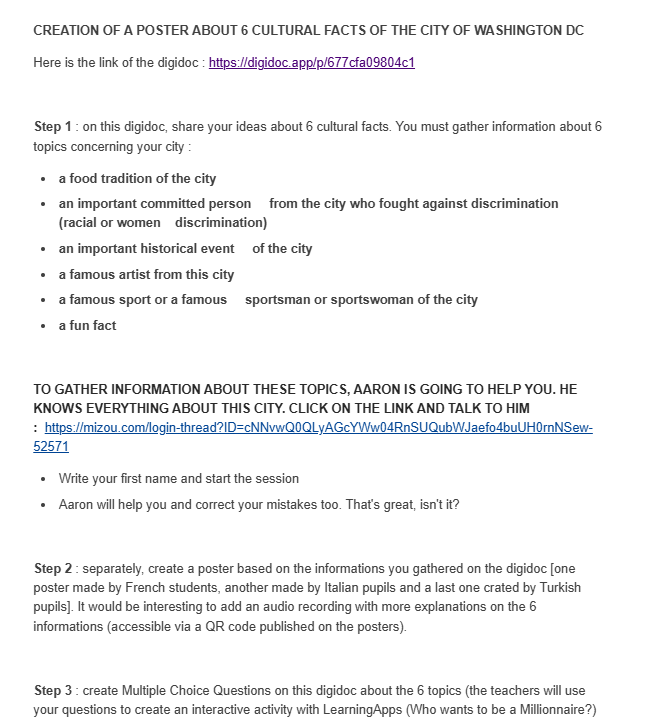 CREATION OF A POSTER ABOUT 6 CULTURAL FACTS OF THE CITY OF WASHINGTON DC
Here is the link of the digidoc : https://digidoc.app/p/677cfa09804c1
Step 1 : on this digidoc, share your ideas about 6 cultural facts. You must gather information about 6
topics concerning your city :
• a food tradition of the city
• an important committed person from the city who fought against discrimination
(racial or women discrimination)
• an important historical event of the city
• a famous artist from this city
• a famous sport or a famous sportsman or sportswoman of the city
• a fun fact
TO GATHER INFORMATION ABOUT THESE TOPICS, AARON IS GOING TO HELP YOU. HE
KNOWS EVERYTHING ABOUT THIS CITY. CLICK ON THE LINK AND TALK TO HIM
: https://mizou.com/login-thread?ID=cNNvwQ0QLyAGcYWw04RnSUQubWJaefo4buUH0rnNSew-
52571
• Write your first name and start the session
• Aaron will help you and correct your mistakes too. That's great, isn't it?
Step 2 : separately, create a poster based on the informations you gathered on the digidoc [one
poster made by French students, another made by Italian pupils and a last one crated by Turkish
pupils]. It would be interesting to add an audio recording with more explanations on the 6
informations (accessible via a QR code published on the posters).
Step 3 : create Multiple Choice Questions on this digidoc about the 6 topics (the teachers will use
your questions to create an interactive activity with LearningApps (Who wants to be a Millionnaire?)